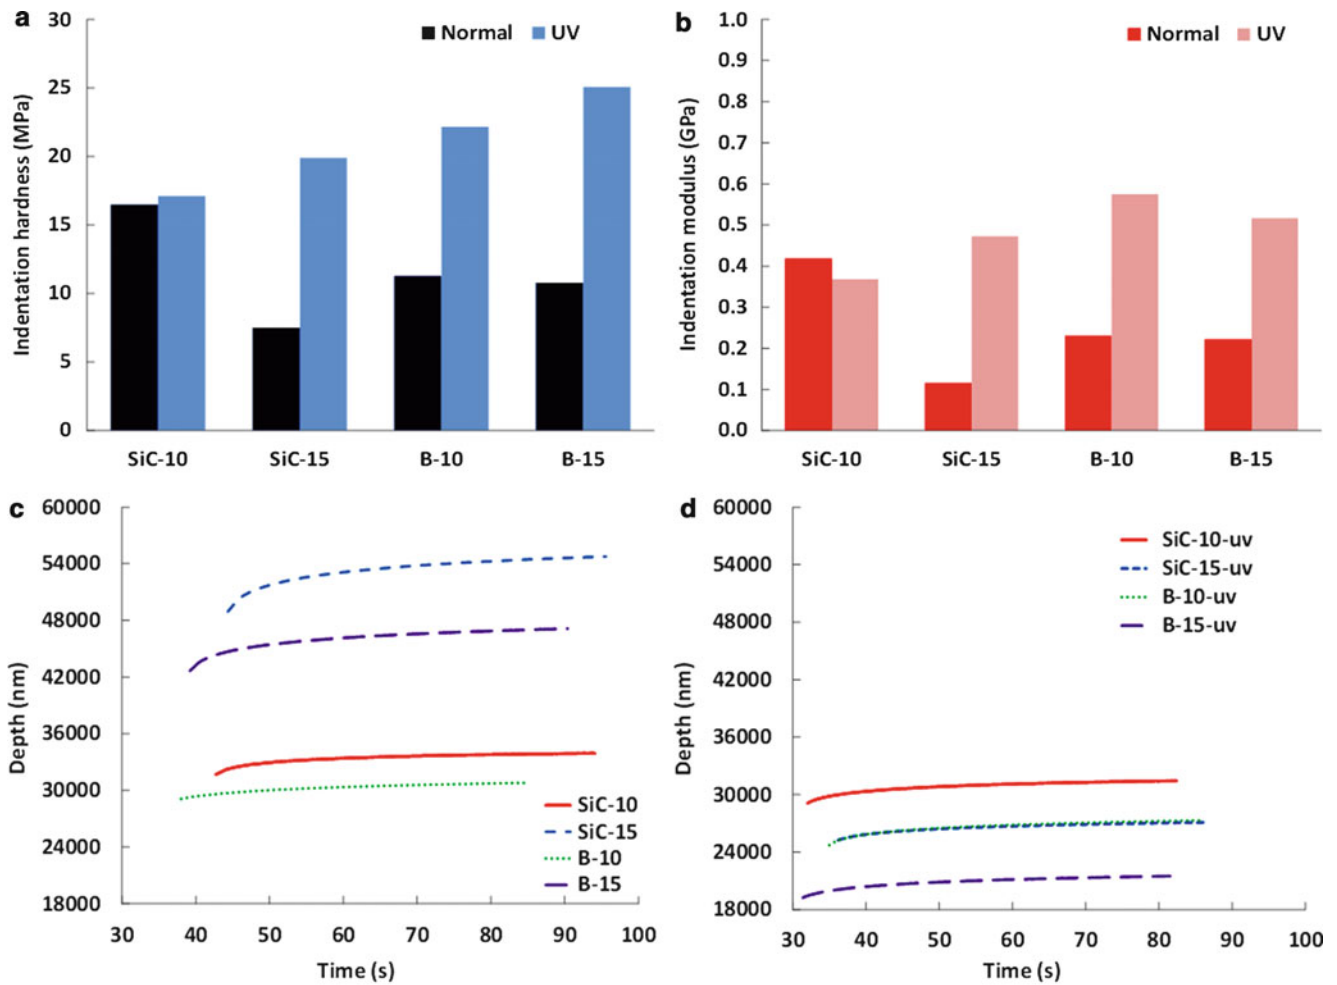 a
30
25
20
15
10
5
0
Indentation hardness (MPa)
Normal UV
SiC-10 SiC-15 B-10 B-15
b
1.0
0.9
0.8
0.7
0.6
0.5
0.4
0.3
0.2
0.1
0.0
Indentation modulus (GPa)
Normal UV
SiC-10 SiC-15 B-10 B-15
c
60000
54000
48000
42000
36000
30000
24000
18000
Depth (nm)
SiC-10
SiC-15
B-10
B-15
30 40 50 60 70 80 90 100
Time (s)
d
60000
54000
48000
42000
36000
30000
24000
18000
Depth (nm)
SiC-10-uv
SiC-15-uv
B-10-uv
B-15-uv
30 40 50 60 70 80 90 100
Time (s)